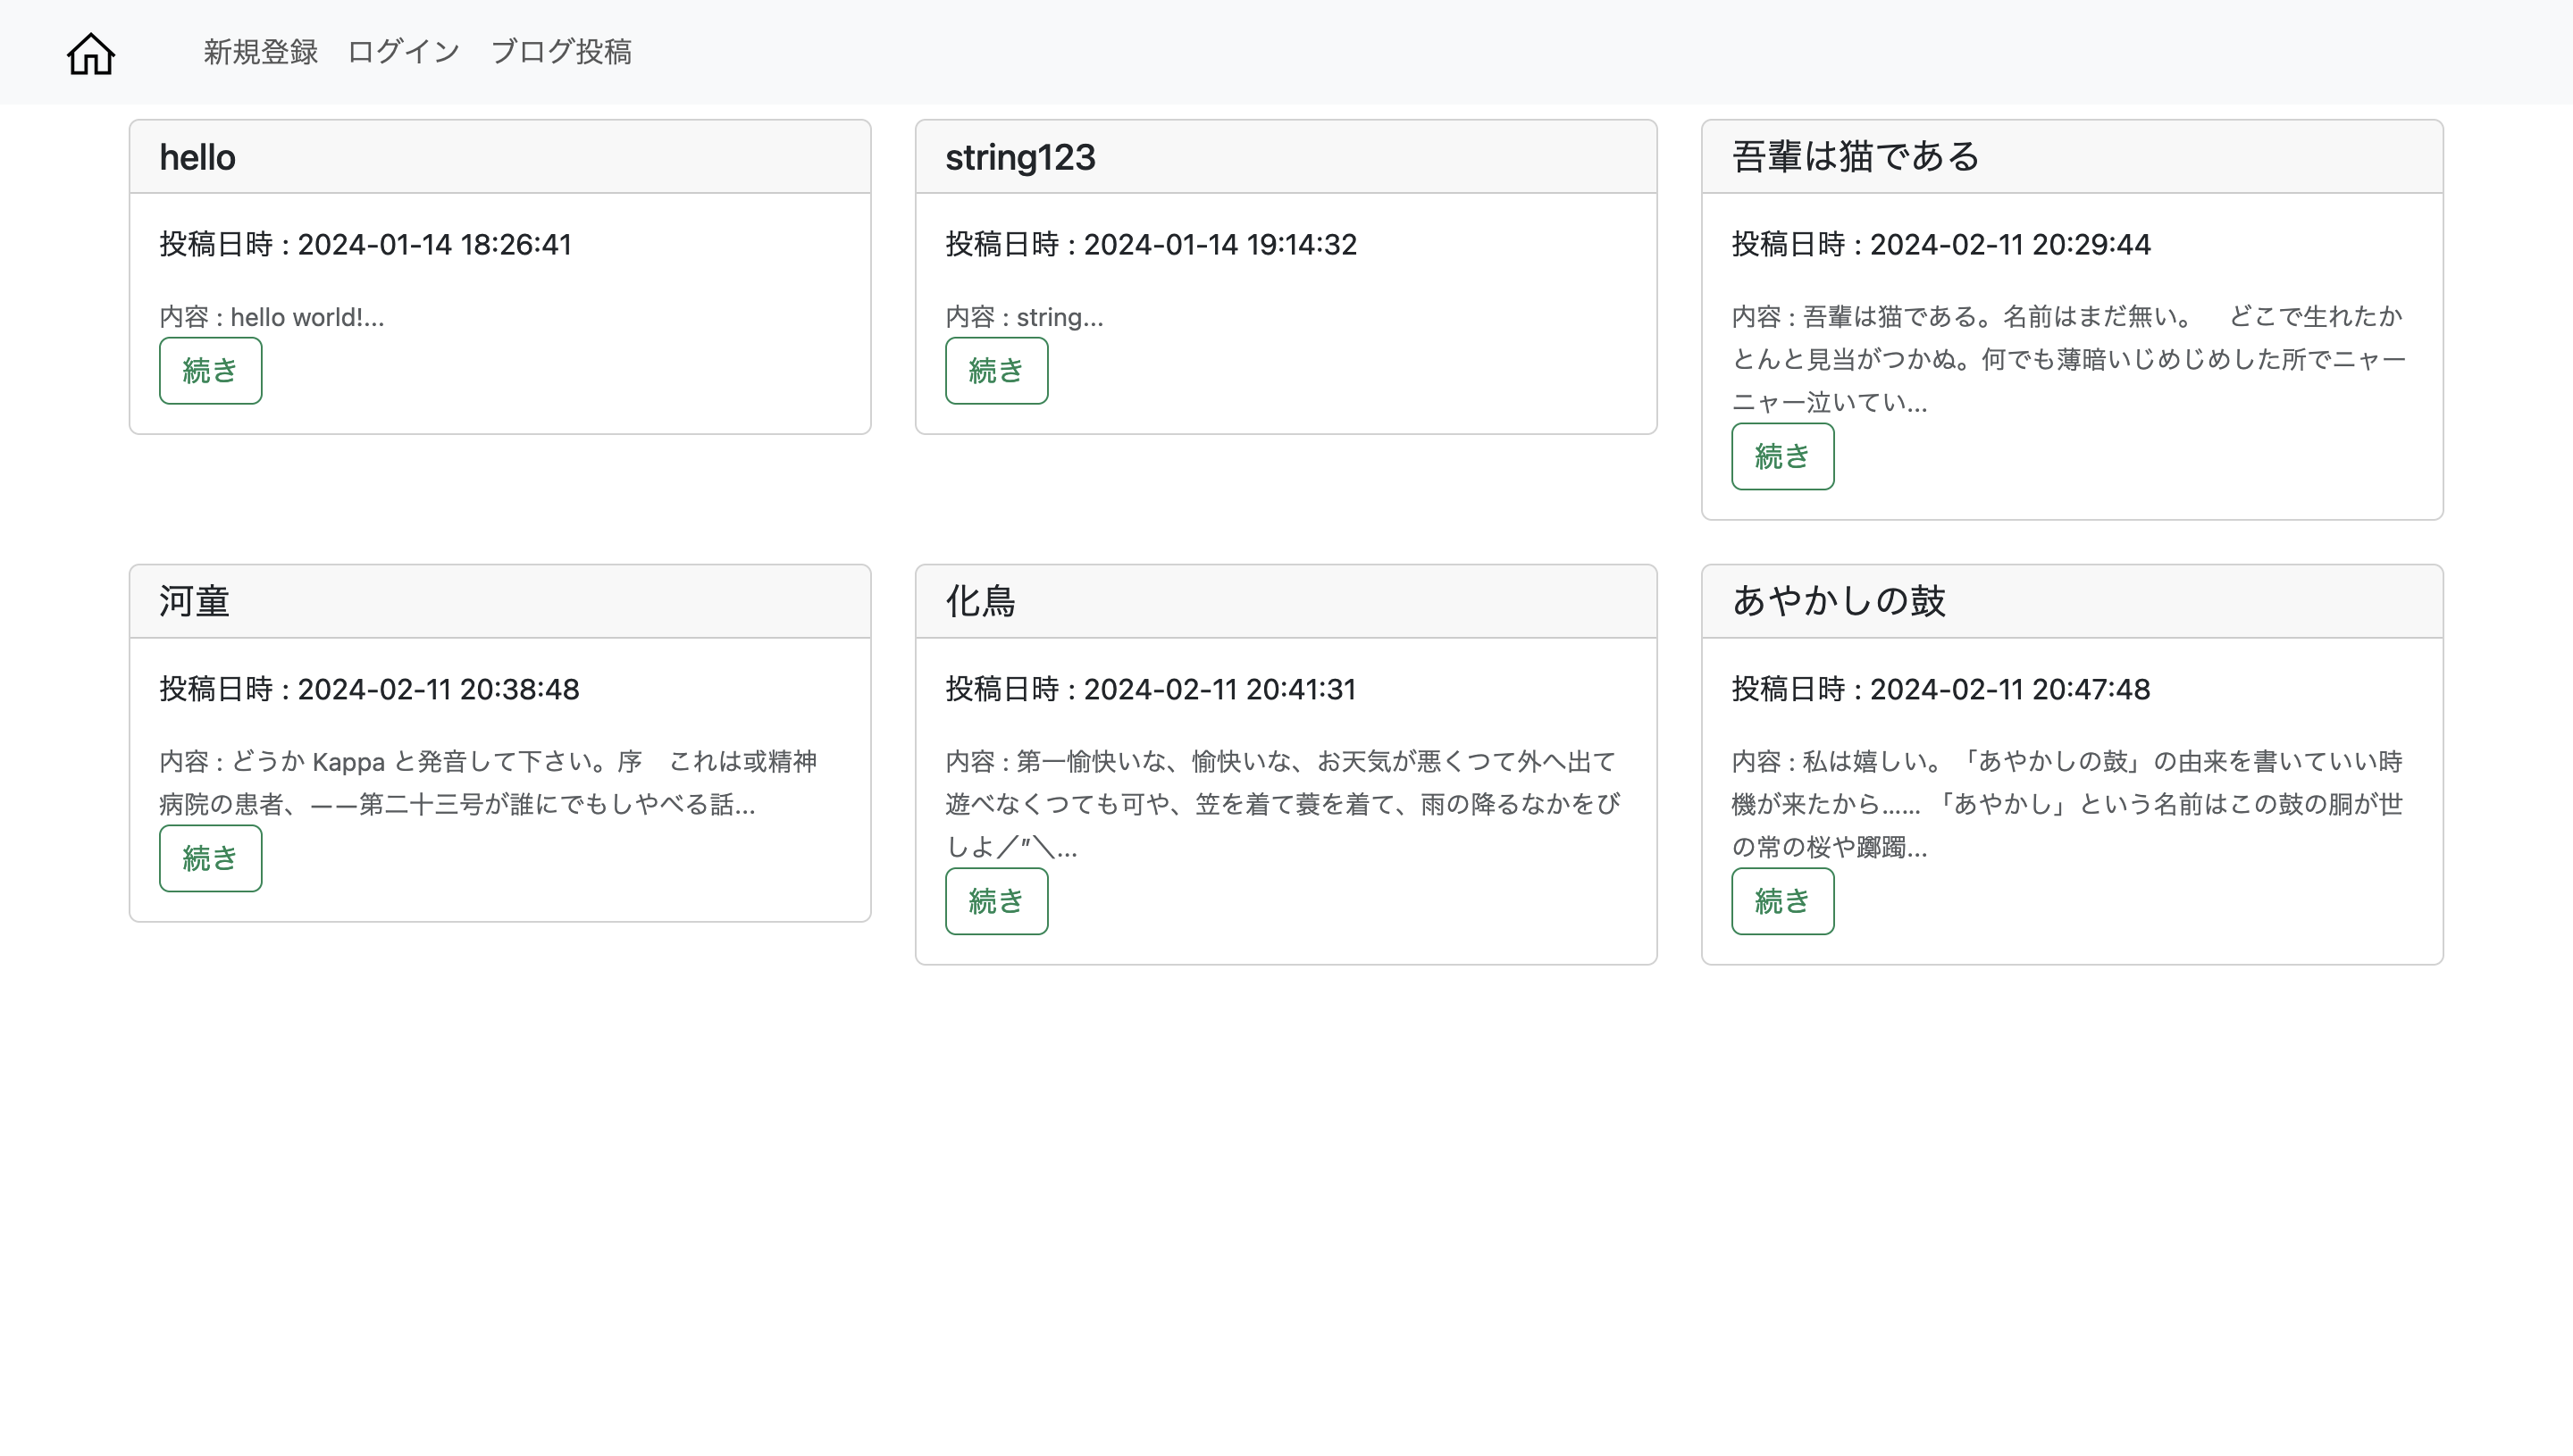 新規登録 ログイン ブログ投稿
hello
投稿日時 : 2024-01-14 18:26:41
内容 : hello world!...
続き
string123
投稿日時 : 2024-01-14 19:14:32
内容 : string...
続き
吾輩は猫である
投稿日時 : 2024-02-11 20:29:44
内容 : 吾輩は猫である。名前はまだ無い。　どこで生れたか
とんと見当がつかぬ。何でも薄暗いじめじめした所でニャー
ニャー泣いてい...
続き
河童
投稿日時 : 2024-02-11 20:38:48
内容 : どうか Kappa と発音して下さい。序　これは或精神
病院の患者、――第二十三号が誰にでもしやべる話...
続き
化鳥
投稿日時 : 2024-02-11 20:41:31
内容 : 第一愉快いな、愉快いな、お天気が悪くつて外へ出て
遊べなくつても可や、笠を着て蓑を着て、雨の降るなかをび
しよ／″＼...
続き
あやかしの鼓
投稿日時 : 2024-02-11 20:47:48
内容 : 私は嬉しい。「あやかしの鼓」の由来を書いていい時
機が来たから…… 「あやかし」という名前はこの鼓の胴が世
の常の桜や躑躅...
続き